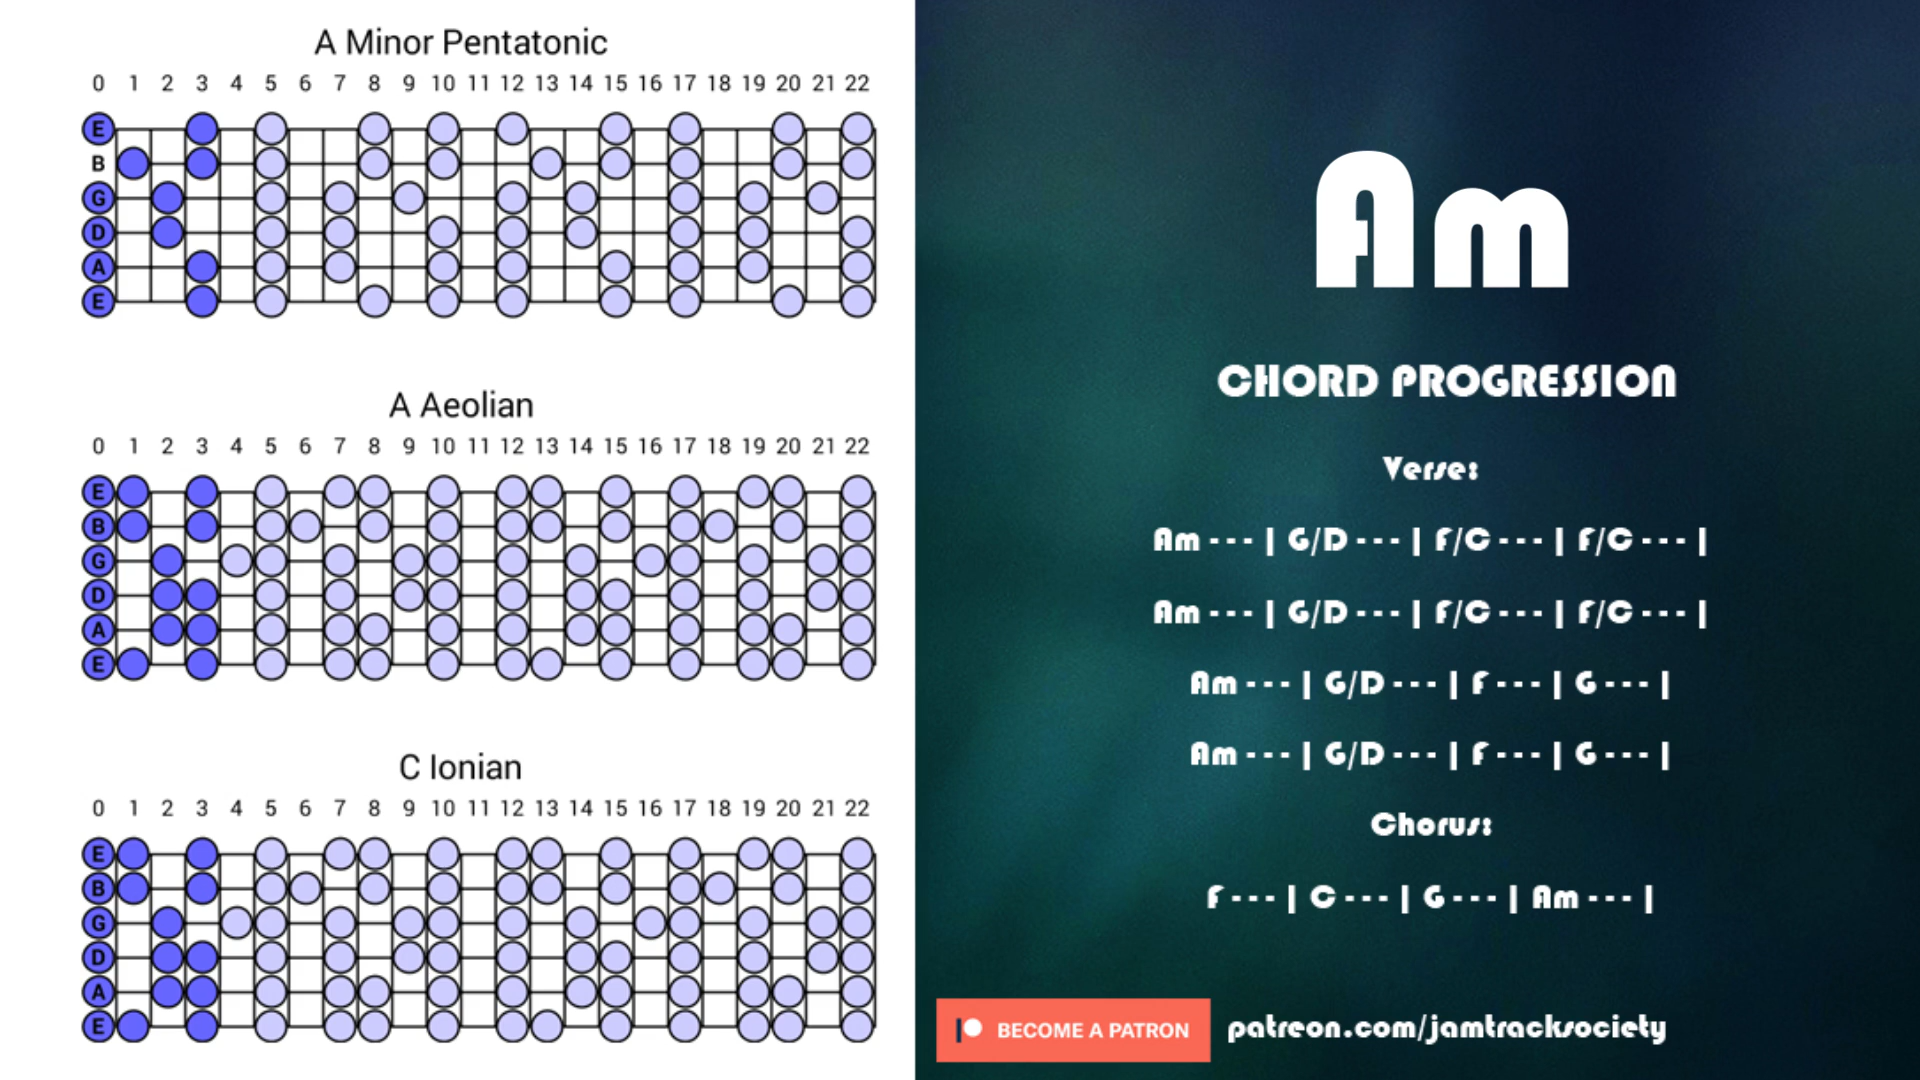 A Minor Pentatonic
0 1 2 3 4 5 6 7 8 9 10 11 12 13 14 15 16 17 18 19 20 21 22
E
B
G
D
A
E
A Aeolian
0 1 2 3 4 5 6 7 8 9 10 11 12 13 14 15 16 17 18 19 20 21 22
E
B
G
D
A
E
C Ionian
0 1 2 3 4 5 6 7 8 9 10 11 12 13 14 15 16 17 18 19 20 21 22
E
B
G
D
A
E
Am
CHORD PROGRESSION
Verse:
Am - - - | G/D - - - | F/C - - - | F/C - - - |
Am - - - | G/D - - - | F/C - - - | F/C - - - |
Am - - - | G/D - - - | F - - - | G - - - |
Am - - - | G/D - - - | F - - - | G - - - |
Chorus:
F - - - | C - - - | G - - - | Am - - - |
BECOME A PATRON
patreon.com/jamtracksociety